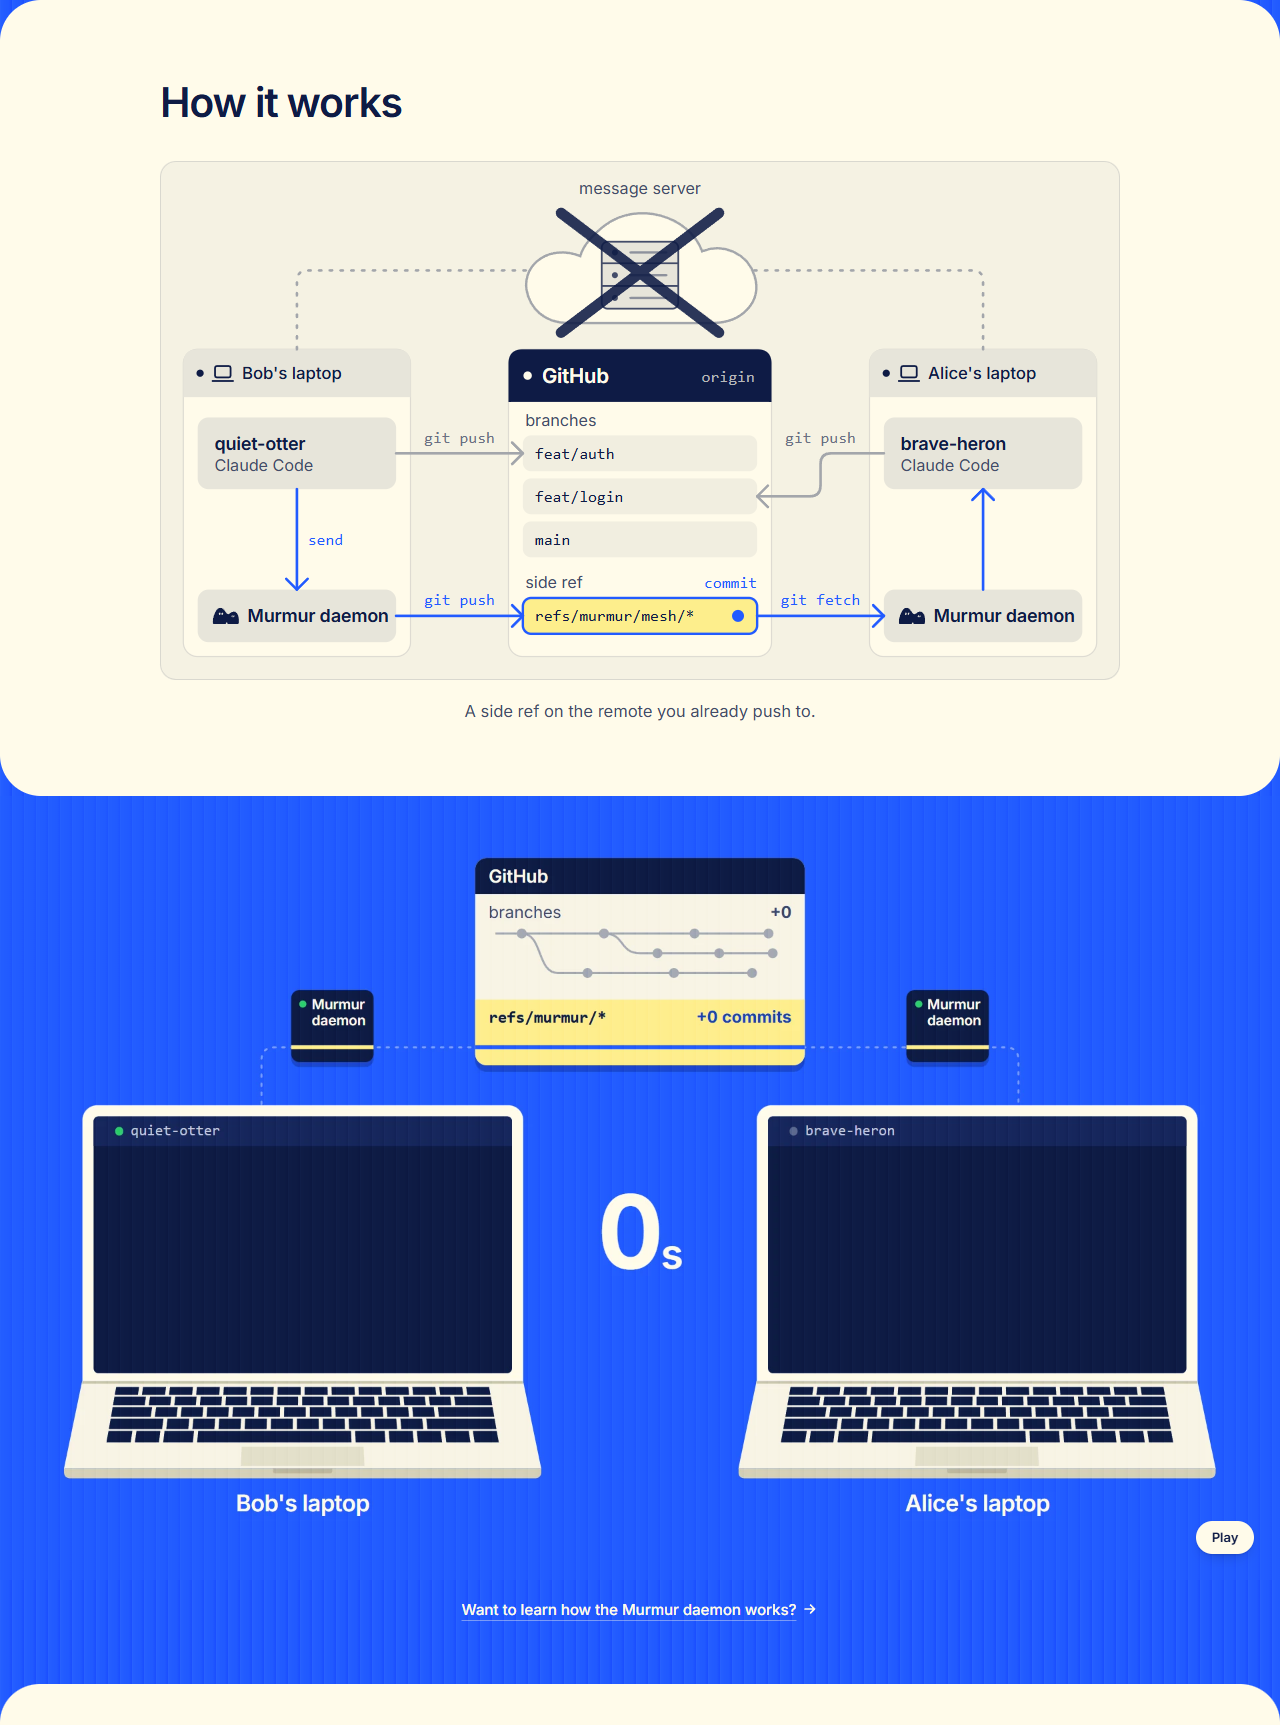 How it works
message server
Bob's laptop
GitHub
origin
Alice's laptop
branches
quiet-otter
Claude Code
git push
feat/auth
git push
brave-heron
Claude Code
feat/login
main
send
side ref
commit
Murmur daemon
git push
refs/murmur/mesh/*
git fetch
Murmur daemon
A side ref on the remote you already push to.
GitHub
branches
+0
Murmur
daemon
refs/murmur/*
+0 commits
Murmur
daemon
quiet-otter
brave-heron
0s
Bob's laptop
Alice's laptop
Play
Want to learn how the Murmur daemon works? →